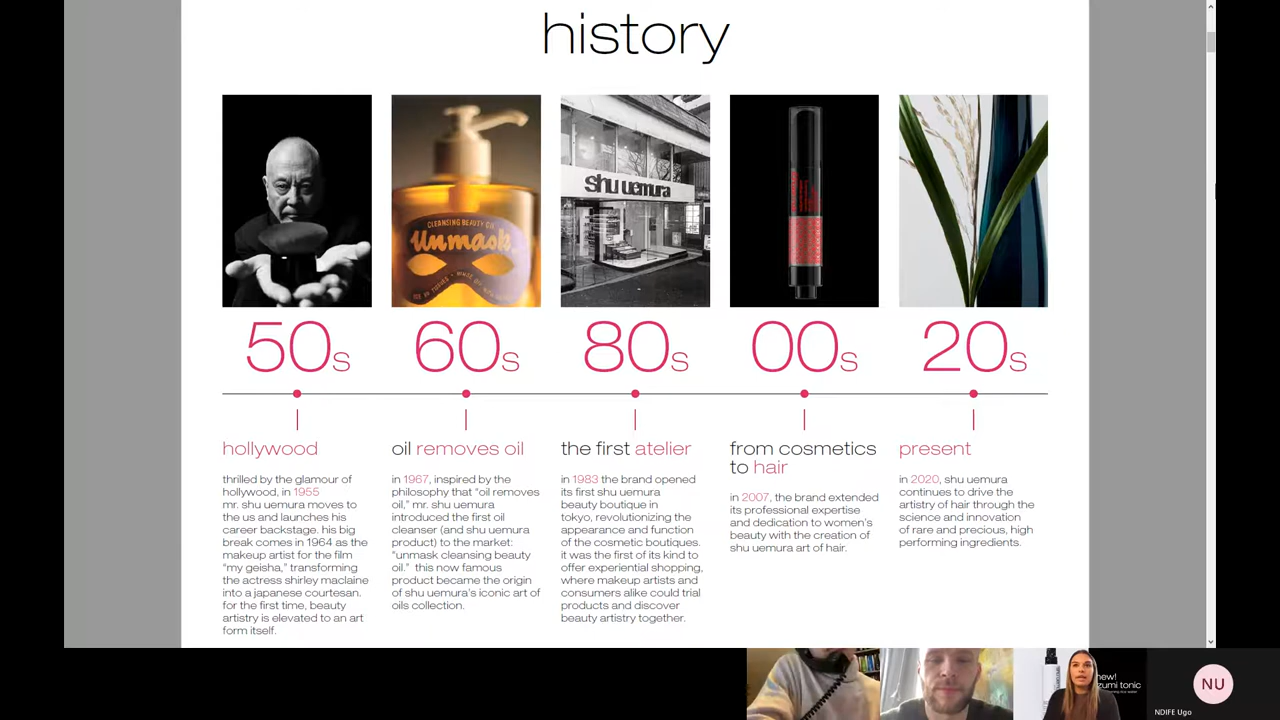 history
CLEANSING BEAUTY OIL
unmask
shu uemura
50s
60s
80s
00s
20s
hollywood
thrilled by the glamour of
hollywood, in 1955
mr. shu uemura moves to
the us and launches his
career backstage. his big
break comes in 1964 as the
makeup artist for the film
“my geisha,” transforming
the actress shirley maclaine
into a japanese courtesan.
for the first time, beauty
artistry is elevated to an art
form itself.
oil removes oil
in 1967, inspired by the
philosophy that “oil removes
oil,” mr. shu uemura
introduced the first oil
cleanser (and shu uemura
product) to the market:
“unmask cleansing beauty
oil.” this now famous
product became the origin
of shu uemura’s iconic art of
oils collection.
the first atelier
in 1983 the brand opened
its first shu uemura
beauty boutique in
tokyo, revolutionizing the
appearance and function
of the cosmetic boutiques.
it was the first of its kind to
offer experiential shopping,
where makeup artists and
consumers alike could trial
products and discover
beauty artistry together.
from cosmetics
to hair
in 2007, the brand extended
its professional expertise
and dedication to women’s
beauty with the creation of
shu uemura art of hair.
present
in 2020, shu uemura
continues to drive the
artistry of hair through the
science and innovation
of rare and precious, high
performing ingredients.
new!
zumi tonic
NU
NDIFE Ugo